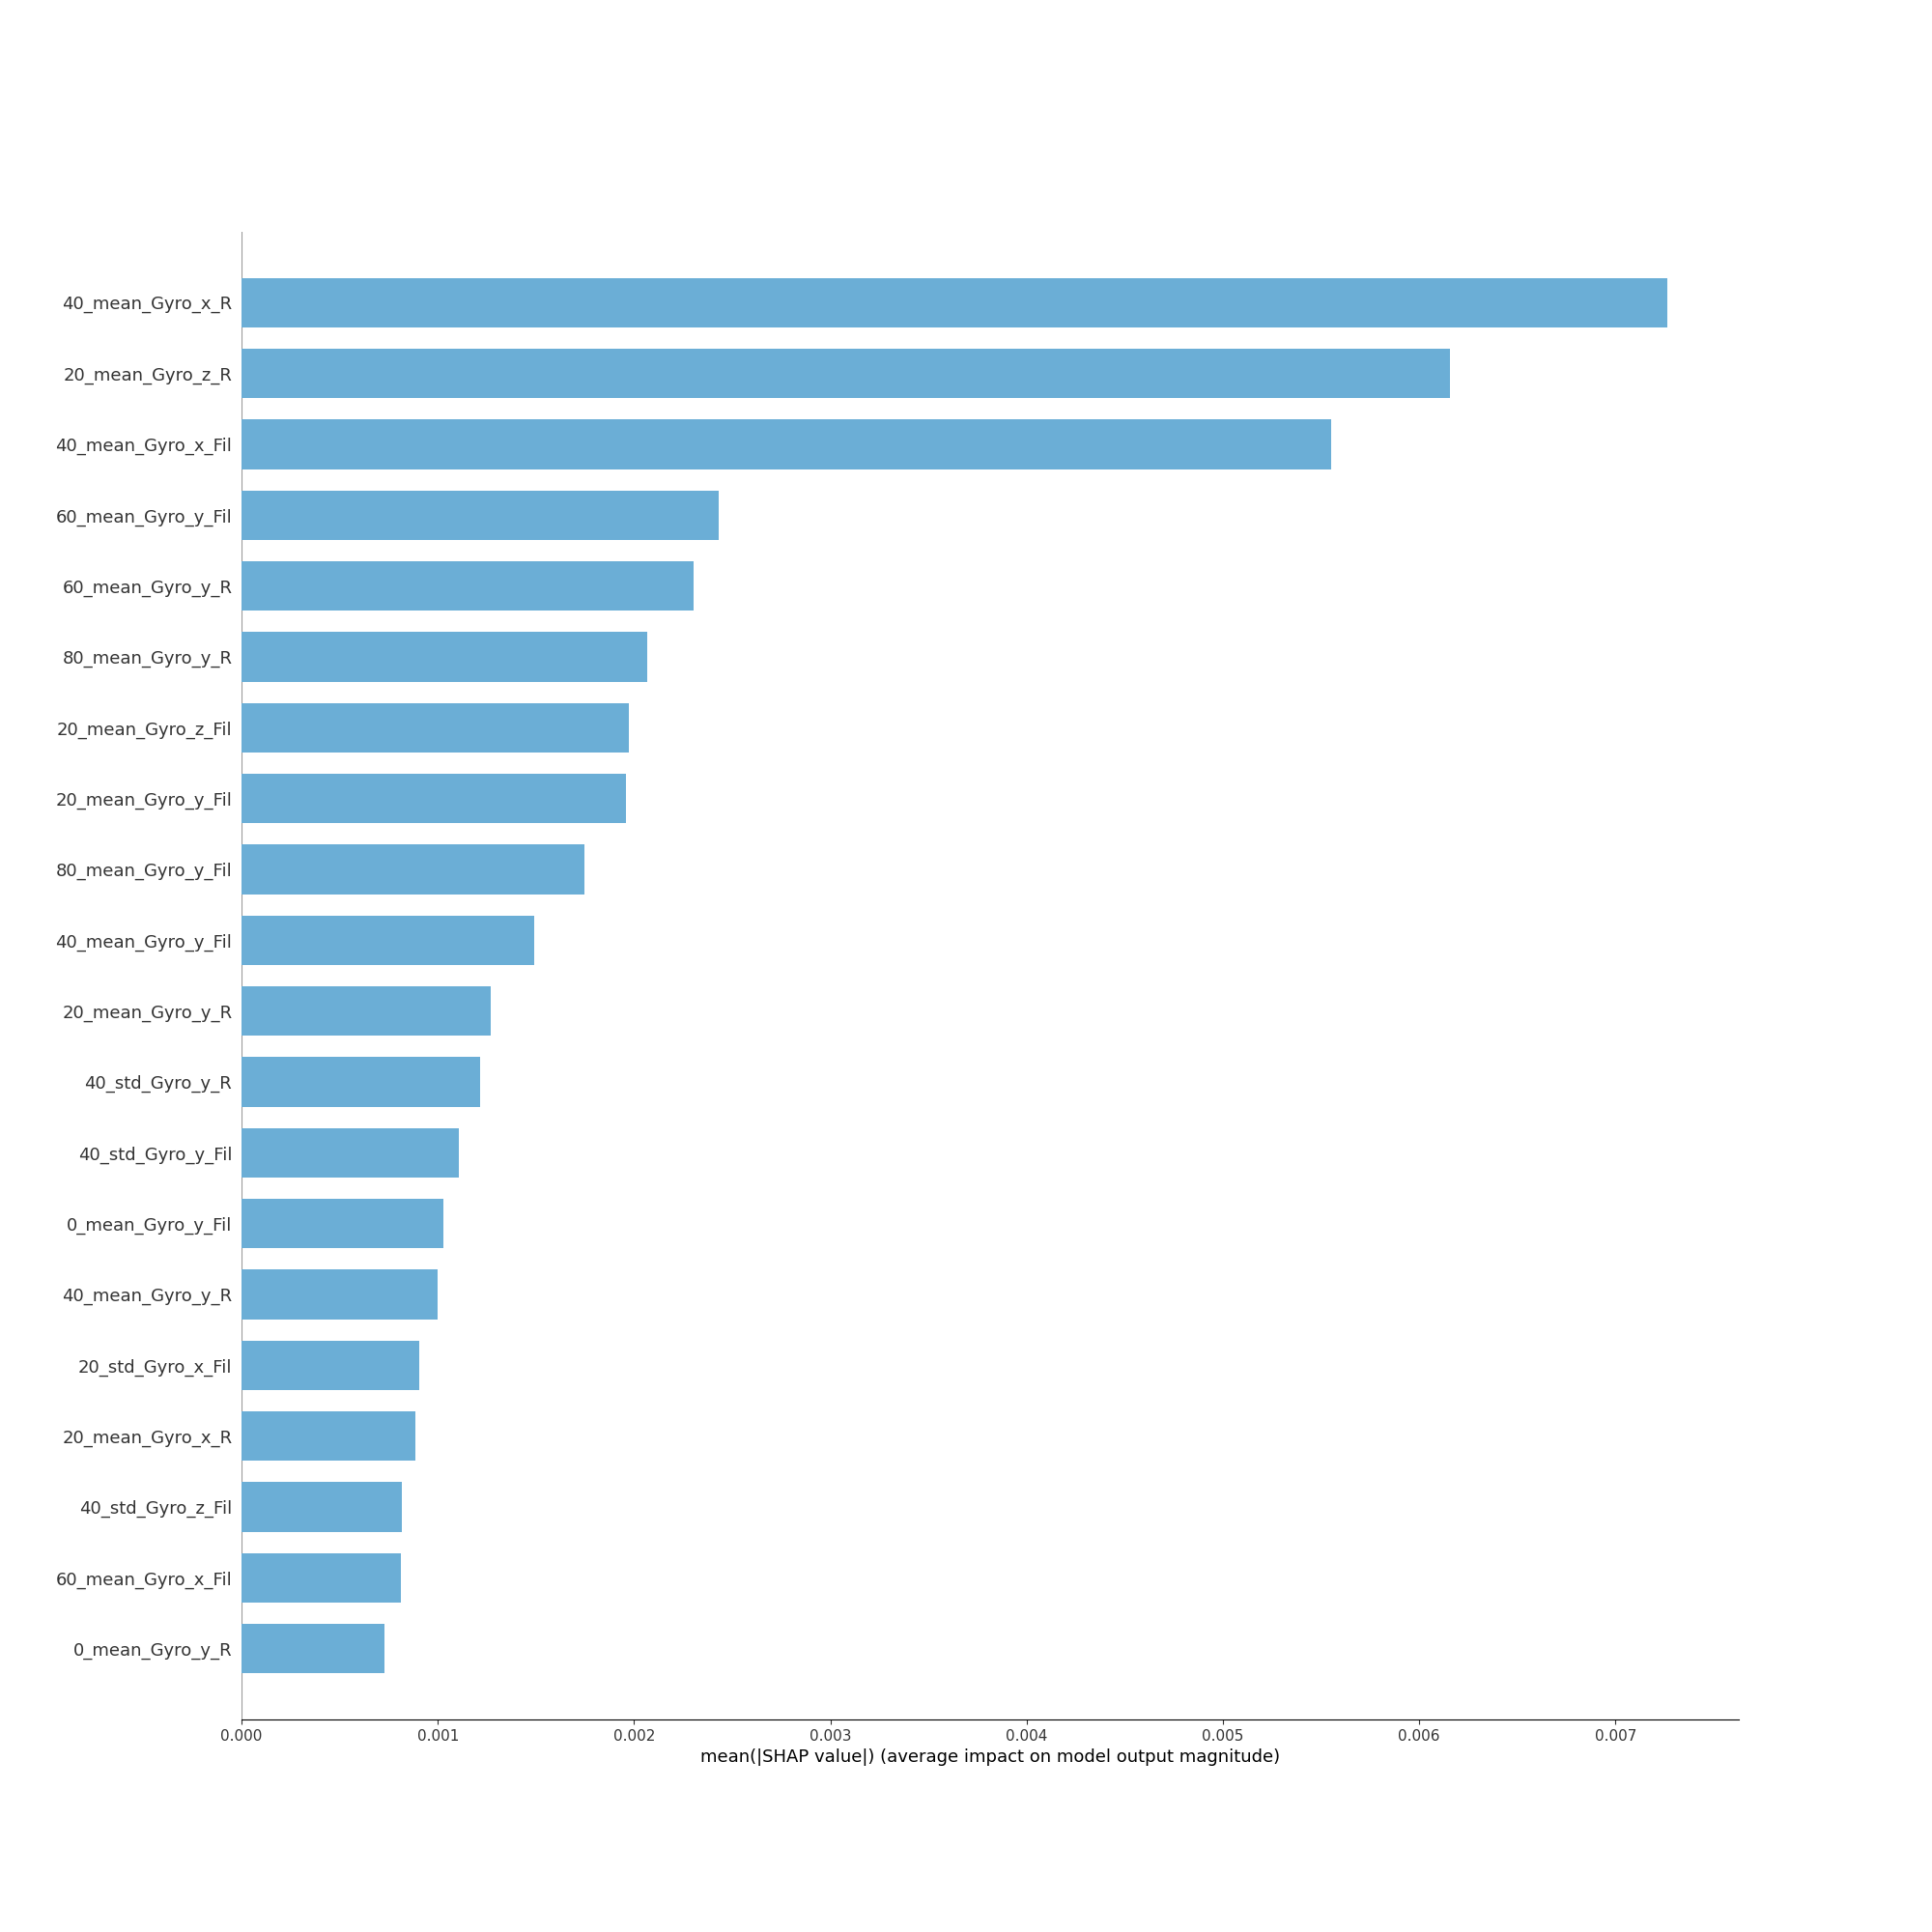 40_mean_Gyro_x_R
20_mean_Gyro_z_R
40_mean_Gyro_x_Fil
60_mean_Gyro_y_Fil
60_mean_Gyro_y_R
80_mean_Gyro_y_R
20_mean_Gyro_z_Fil
20_mean_Gyro_y_Fil
80_mean_Gyro_y_Fil
40_mean_Gyro_y_Fil
20_mean_Gyro_y_R
40_std_Gyro_y_R
40_std_Gyro_y_Fil
0_mean_Gyro_y_Fil
40_mean_Gyro_y_R
20_std_Gyro_x_Fil
20_mean_Gyro_x_R
40_std_Gyro_z_Fil
60_mean_Gyro_x_Fil
0_mean_Gyro_y_R
0.000 0.001 0.002 0.003 0.004 0.005 0.006 0.007
mean(|SHAP value|) (average impact on model output magnitude)